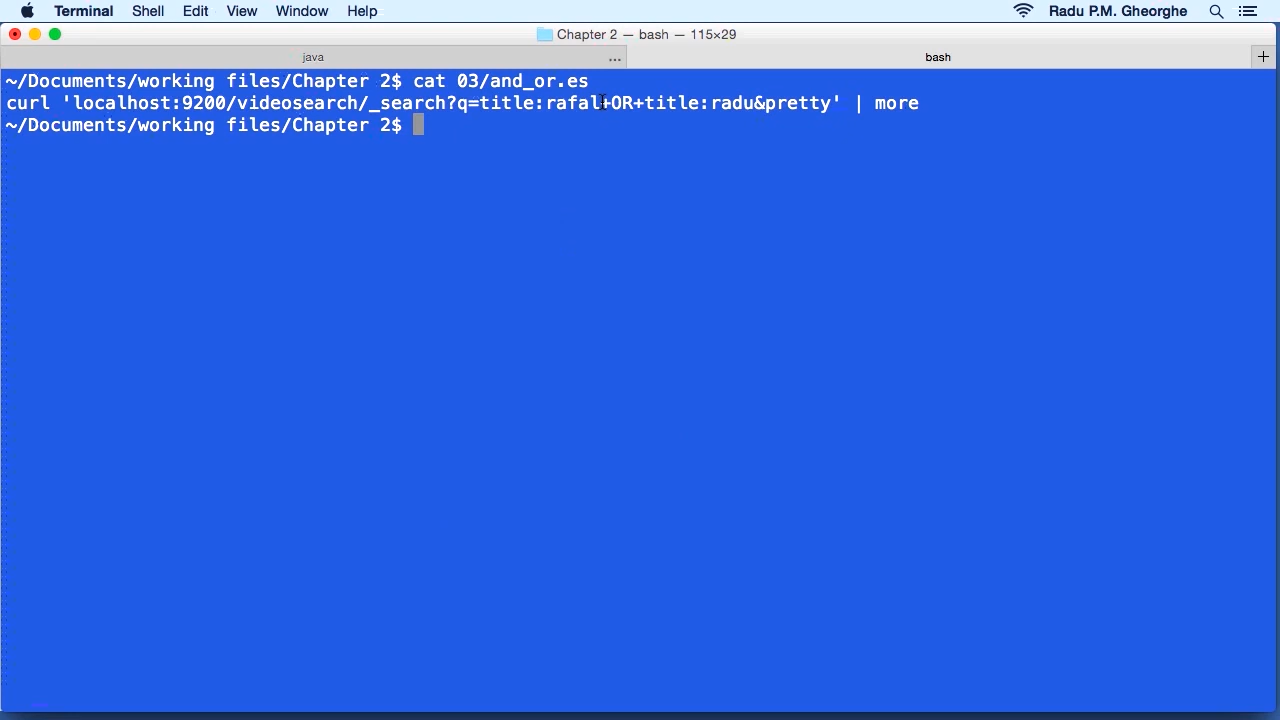 Terminal Shell Edit View Window Help Radu P.M. Gheorghe
Chapter 2 — bash — 115×29
java ... bash +
~/Documents/working files/Chapter 2$ cat 03/and_or.es
curl 'localhost:9200/videosearch/_search?q=title:rafal+OR+title:radu&pretty' | more
~/Documents/working files/Chapter 2$